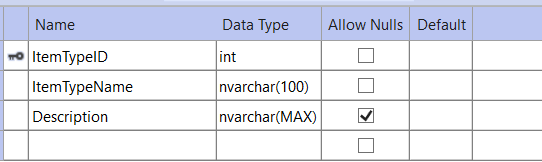 Name Data Type Allow Nulls Default
ItemTypeID int
ItemTypeName nvarchar(100)
Description nvarchar(MAX)